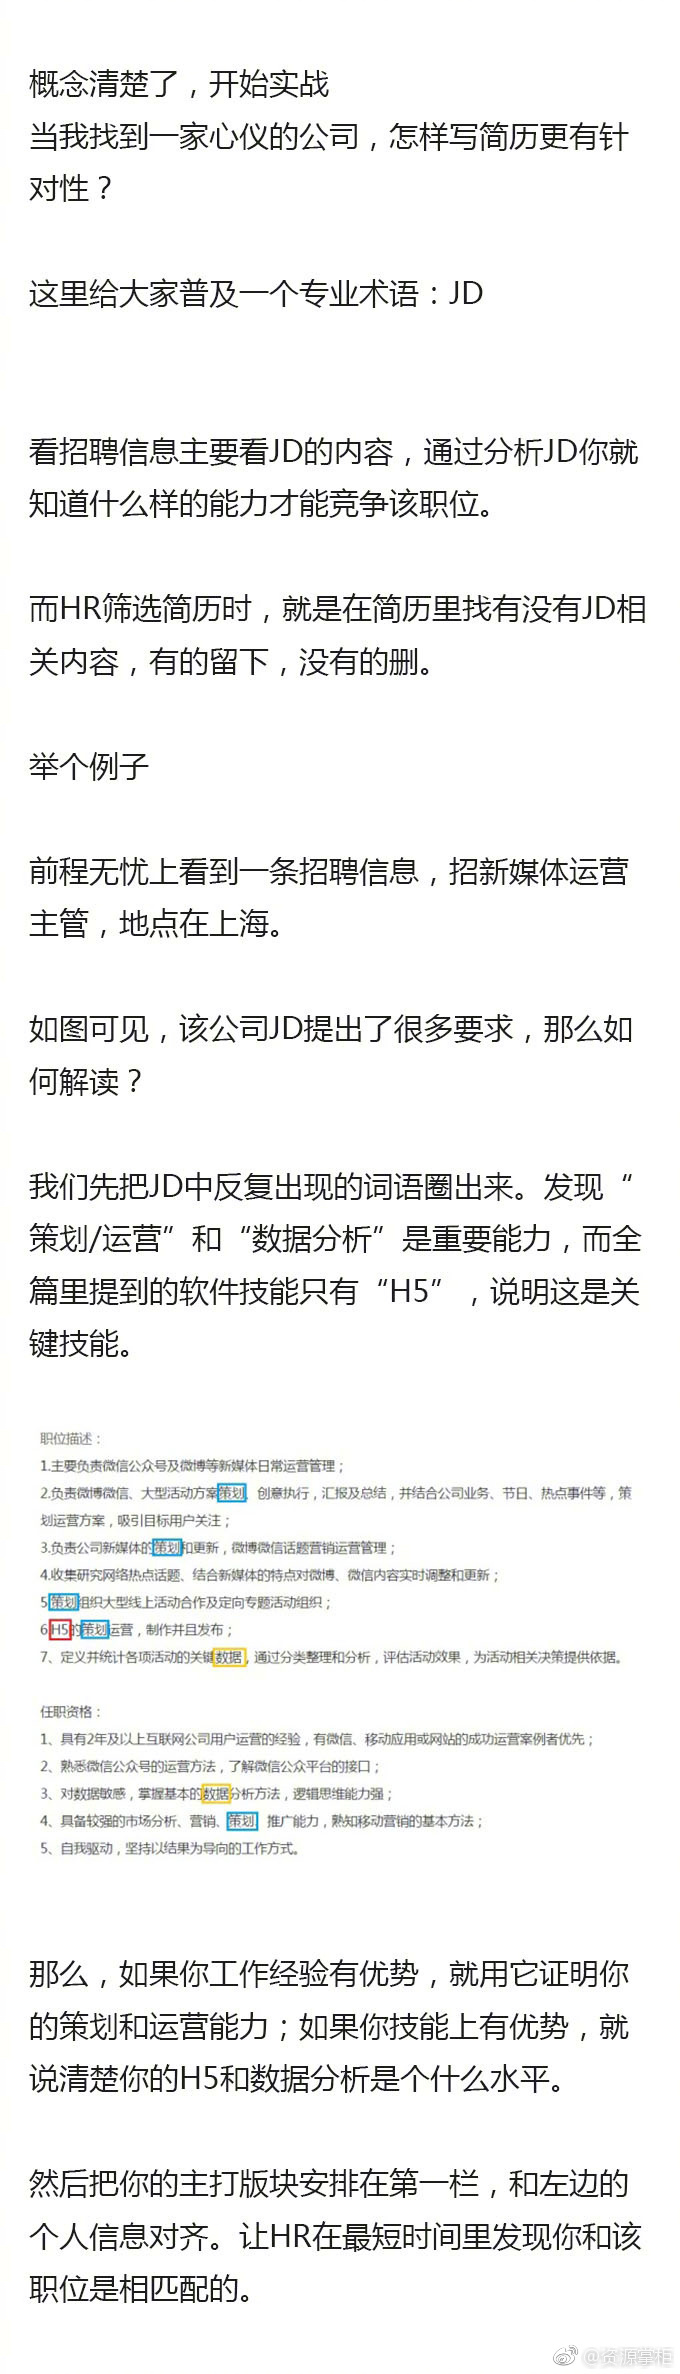 概念清楚了，开始实战
当我找到一家心仪的公司，怎样写简历更有针
对性？
这里给大家普及一个专业术语：JD
看招聘信息主要看JD的内容，通过分析JD你就
知道什么样的能力才能竞争该职位。
而HR筛选简历时，就是在简历里找有没有JD相
关内容，有的留下，没有的删。
举个例子
前程无忧上看到一条招聘信息，招新媒体运营
主管，地点在上海。
如图可见，该公司JD提出了很多要求，那么如
何解读？
我们先把JD中反复出现的词语圈出来。发现“
策划/运营”和“数据分析”是重要能力，而全
篇里提到的软件技能只有“H5”，说明这是关
键技能。
职位描述：
1.主要负责微信公众号及微博等新媒体日常运营管理；
2.负责微博微信、大型活动方案策划、创意执行，汇报及总结，并结合公司业务、节日、热点事件等，策
划运营方案，吸引目标用户关注；
3.负责公司新媒体的策划和更新，微博微信话题营销运营管理；
4.收集研究网络热点话题、结合新媒体的特点对微博、微信内容实时调整和更新；
5.策划组织大型线上活动合作及定向专题活动组织；
6.H5的策划运营，制作并且发布；
7、定义并统计各项活动的关键数据，通过分类整理和分析，评估活动效果，为活动相关决策提供依据。
任职资格：
1、具有2年及以上互联网公司用户运营的经验，有微信、移动应用或网站的成功运营案例者优先；
2、熟悉微信公众号的运营方法，了解微信公众平台的接口；
3、对数据敏感，掌握基本的数据分析方法，逻辑思维能力强；
4、具备较强的市场分析、营销、策划、推广能力，熟知移动营销的基本方法；
5、自我驱动，坚持以结果为导向的工作方式。
那么，如果你工作经验有优势，就用它证明你
的策划和运营能力；如果你技能上有优势，就
说清楚你的H5和数据分析是个什么水平。
然后把你的主打版块安排在第一栏，和左边的
个人信息对齐。让HR在最短时间里发现你和该
职位是相匹配的。
@资源掌柜